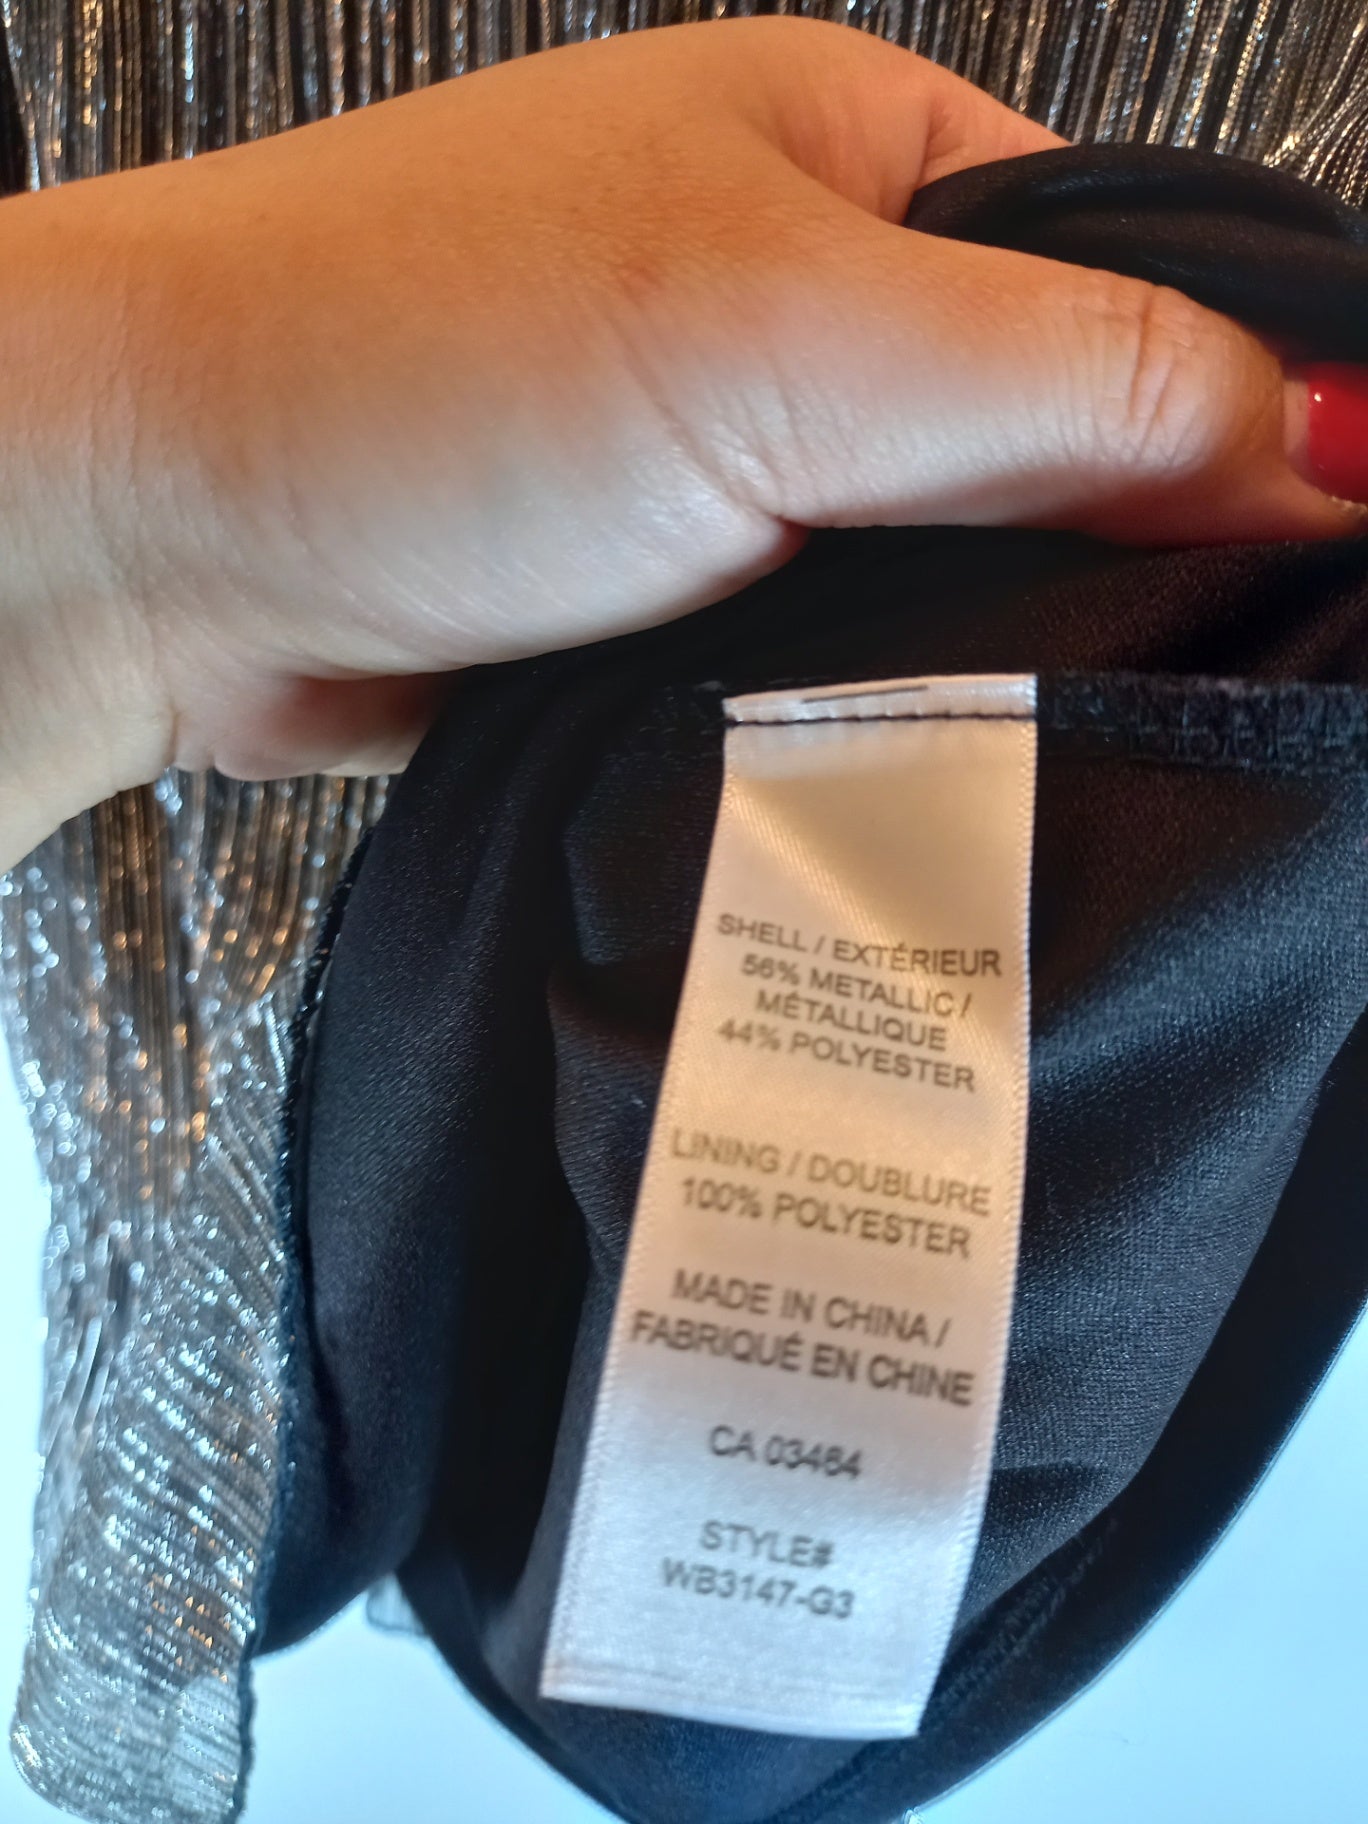 SHELL / EXTÉRIEUR
56% METALLIC /
MÉTALLIQUE
44% POLYESTER
LINING / DOUBLURE
100% POLYESTER
MADE IN CHINA /
FABRIQUÉ EN CHINE
CA 03464
STYLE#
WB3147-G3